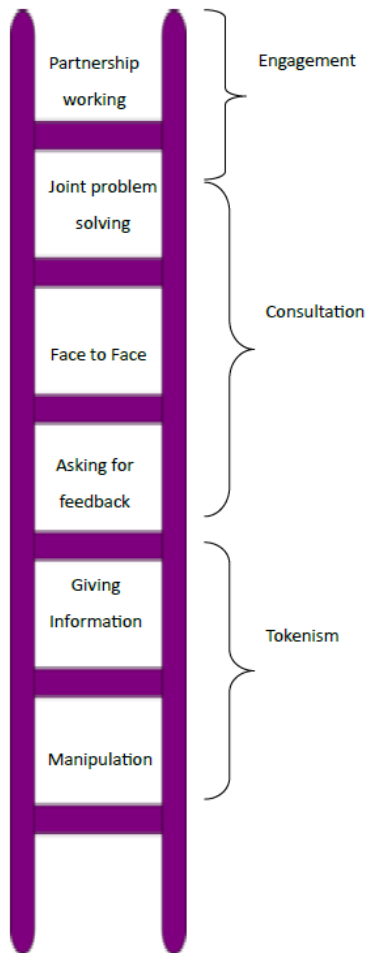 Partnership
working
Engagement
Joint problem
solving
Consultation
Face to Face
Asking for
feedback
Giving
Information
Tokenism
Manipulation